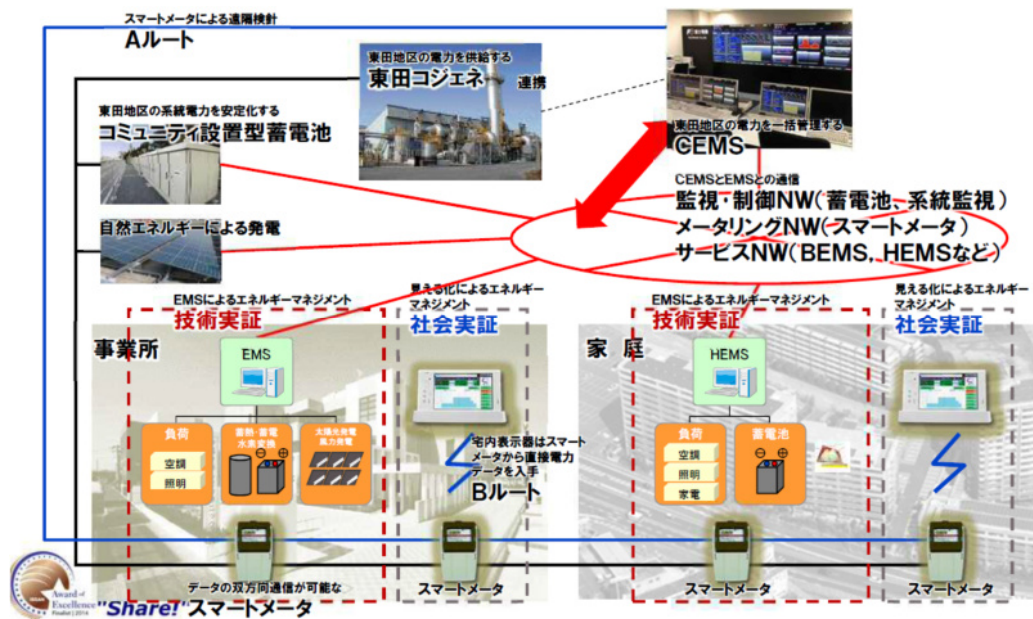 スマートメータによる遠隔検針
Aルート
東田地区の電力を供給する
東田コジェネ
連携
東田地区の電力を一括管理する
CEMS
東田地区の系統電力を安定化する
コミュニティ設置型蓄電池
CEMSとEMSとの通信
監視・制御NW(蓄電池、系統監視)
メータリングNW(スマートメータ)
サービスNW(BEMS, HEMSなど)
自然エネルギーによる発電
EMSによるエネルギーマネジメント
技術実証
見える化によるエネルギー
マネジメント
社会実証
EMSによるエネルギーマネジメント
技術実証
見える化によるエネルギー
マネジメント
社会実証
事業所
EMS
家 庭
HEMS
負荷
空調
照明
蓄熱・蓄電
水素変換
太陽光発電
風力発電
宅内表示器はスマート
メータから直接電力
データを入手
Bルート
負荷
空調
照明
家電
蓄電池
データの双方向通信が可能な
スマートメータ
スマートメータ
スマートメータ
スマートメータ
Award of
Excellence
Finalist | 2014
"Share!"